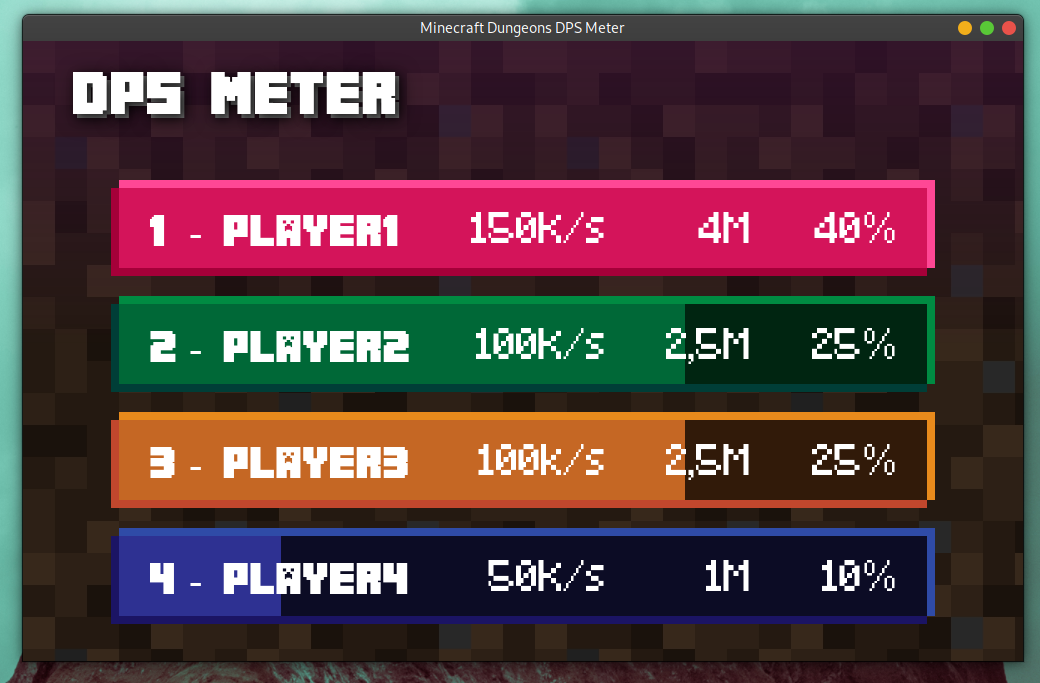 Minecraft Dungeons DPS Meter
DPS METER
1 - PLAYER1 150K/s 4M 40%
2 - PLAYER2 100K/s 2,5M 25%
3 - PLAYER3 100k/s 2,5M 25%
4 - PLAYER4 50K/s 1M 10%